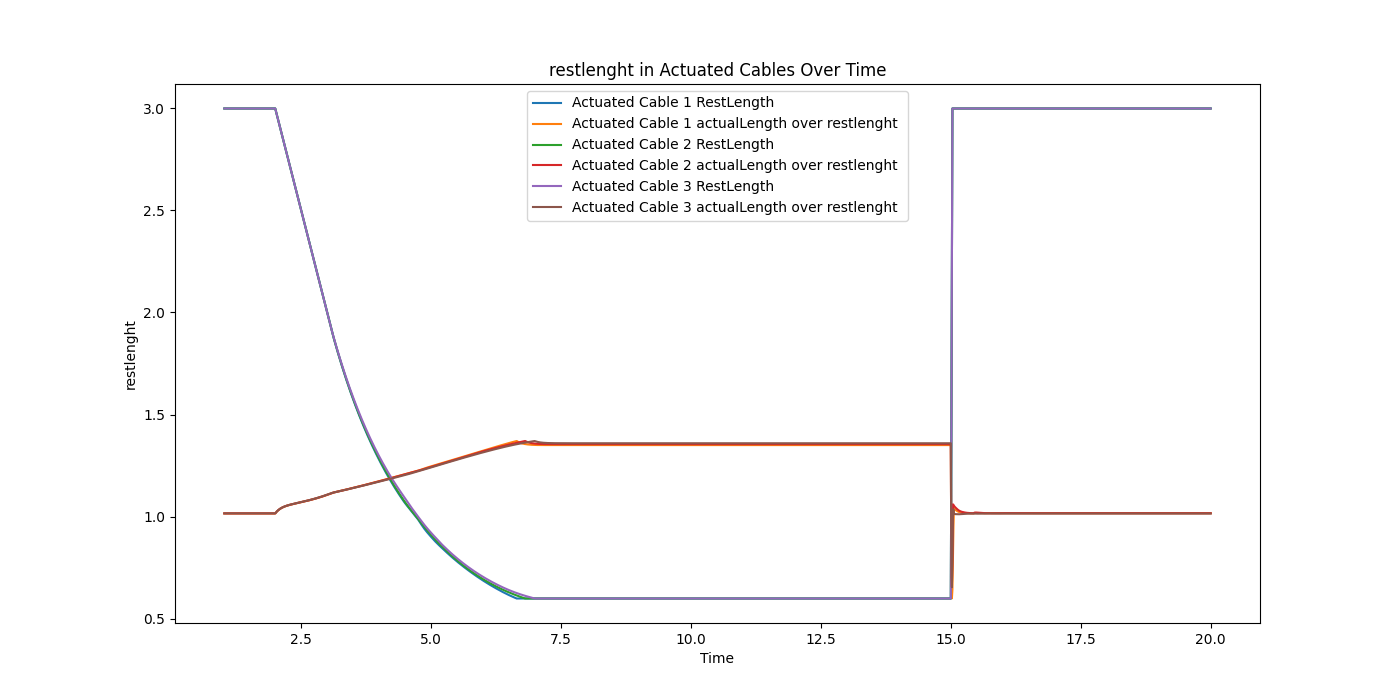 restlenght in Actuated Cables Over Time
Actuated Cable 1 RestLength
Actuated Cable 1 actualLength over restlenght
Actuated Cable 2 RestLength
Actuated Cable 2 actualLength over restlenght
Actuated Cable 3 RestLength
Actuated Cable 3 actualLength over restlenght
restlenght
3.0
2.5
2.0
1.5
1.0
0.5
2.5 5.0 7.5 10.0 12.5 15.0 17.5 20.0
Time